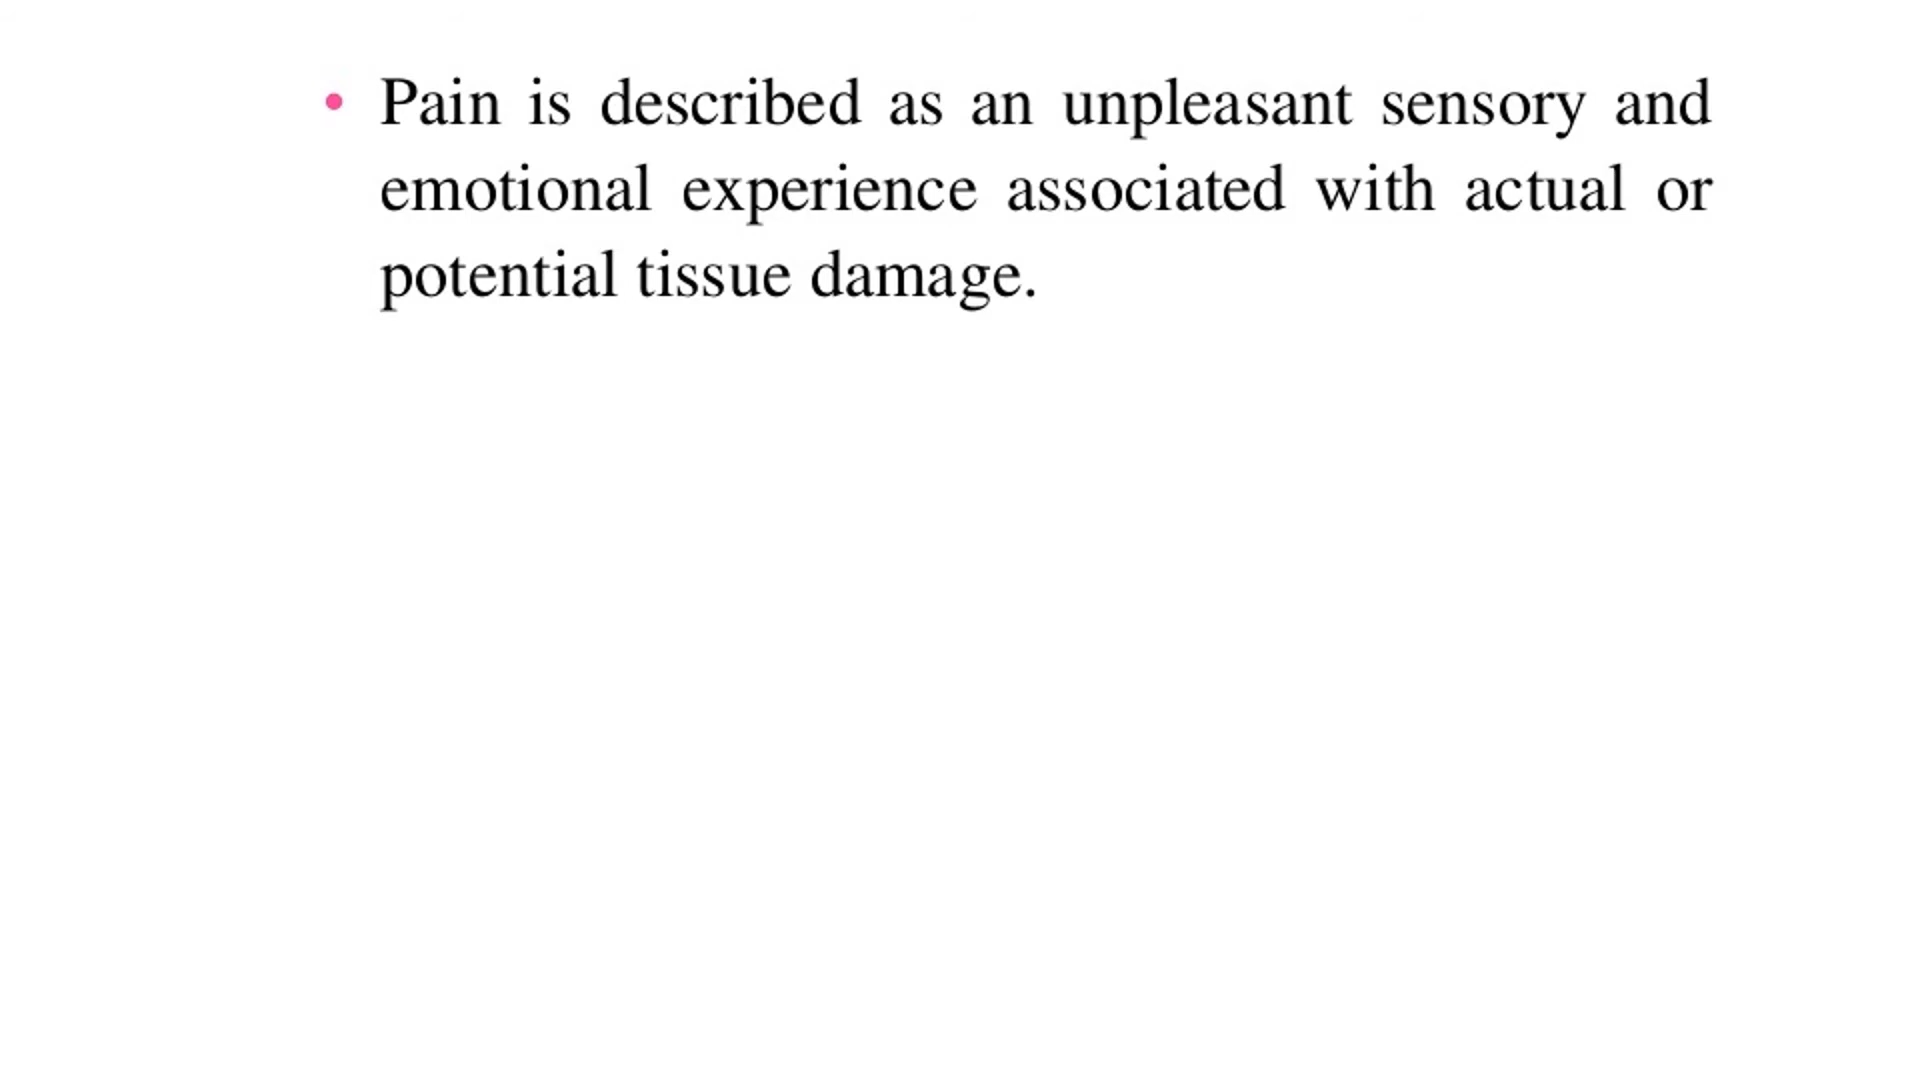 • Pain is described as an unpleasant sensory and
emotional experience associated with actual or
potential tissue damage.